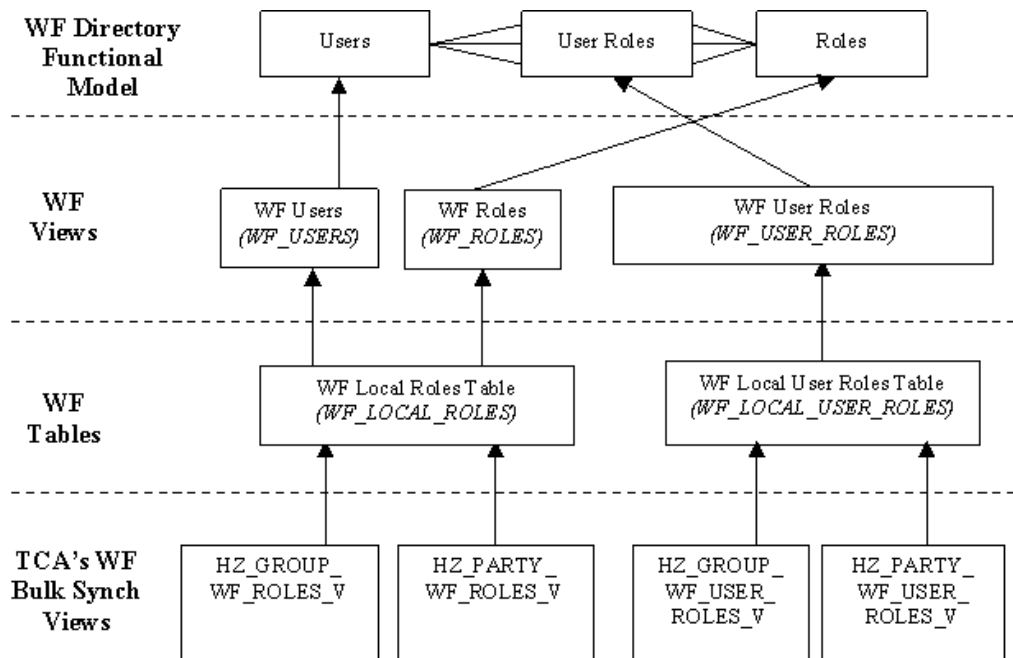 WF Directory
Functional
Model
Users
User Roles
Roles
WF
Views
WF Users
(WF_USERS)
WF Roles
(WF_ROLES)
WF User Roles
(WF_USER_ROLES)
WF
Tables
WF Local Roles Table
(WF_LOCAL_ROLES)
WF Local User Roles Table
(WF_LOCAL_USER_ROLES)
TCA's WF
Bulk Synch
Views
HZ_GROUP_
WF_ROLES_V
HZ_PARTY_
WF_ROLES_V
HZ_GROUP_
WF_USER_
ROLES_V
HZ_PARTY_
WF_USER_
ROLES_V